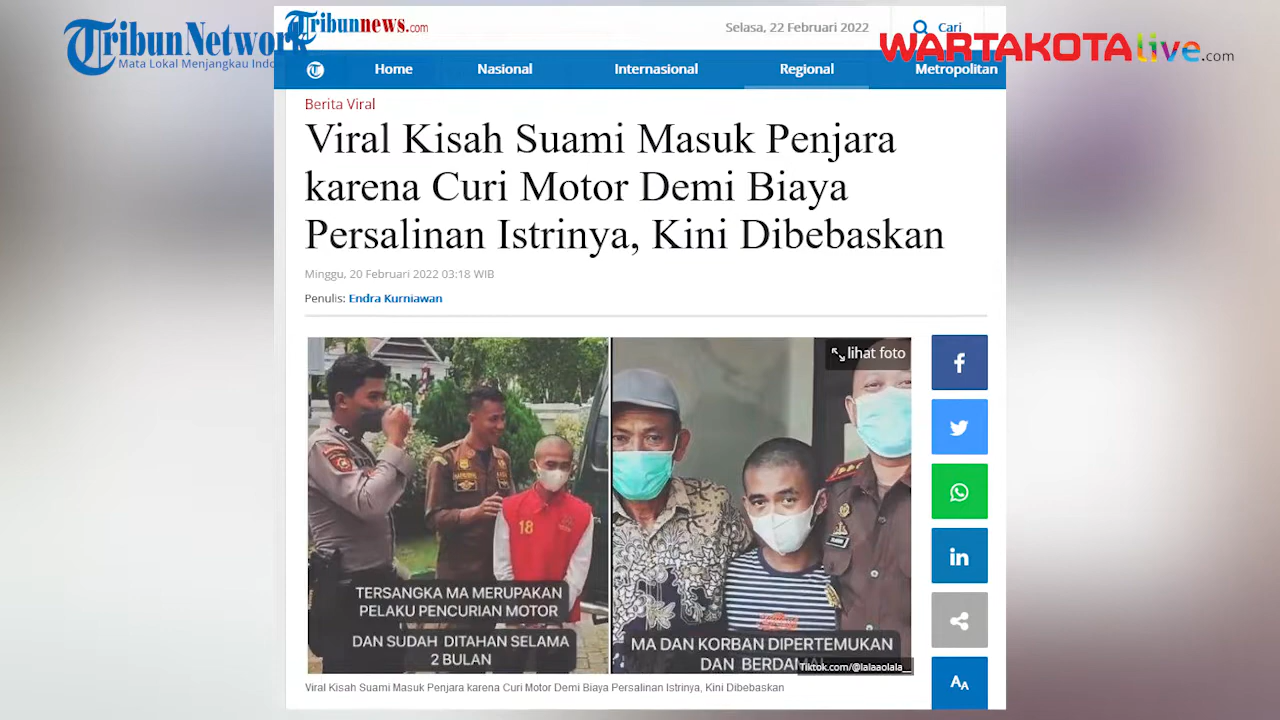 TribunNetwork
Mata Lokal Menjangkau Indo
Tribunnews.com
Selasa, 22 Februari 2022
Cari
WARTAKOTAlive.com
Home
Nasional
Internasional
Regional
Metropolitan
Berita Viral
Viral Kisah Suami Masuk Penjara
karena Curi Motor Demi Biaya
Persalinan Istrinya, Kini Dibebaskan
Minggu, 20 Februari 2022 03:18 WIB
Penulis: Endra Kurniawan
lihat foto
18
TERSANGKA MA MERUPAKAN
PELAKU PENCURIAN MOTOR
DAN SUDAH DITAHAN SELAMA
2 BULAN
MA DAN KORBAN DIPERTEMUKAN
DAN BERDAMAI
Tiktok.com/@lalaaolala__
Viral Kisah Suami Masuk Penjara karena Curi Motor Demi Biaya Persalinan Istrinya, Kini Dibebaskan
AA